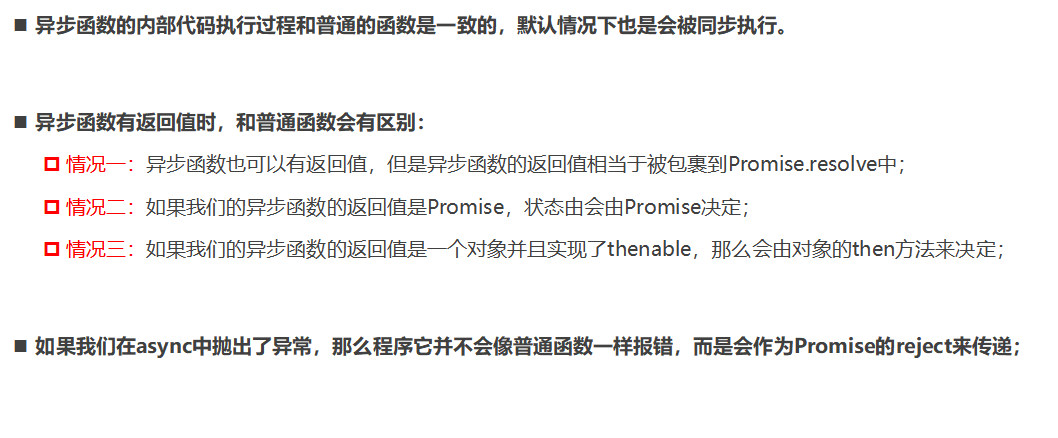 异步函数的内部代码执行过程和普通的函数是一致的，默认情况下也是会被同步执行。
异步函数有返回值时，和普通函数会有区别：
情况一：异步函数也可以有返回值，但是异步函数的返回值相当于被包裹到Promise.resolve中；
情况二：如果我们的异步函数的返回值是Promise，状态由会由Promise决定；
情况三：如果我们的异步函数的返回值是一个对象并且实现了thenable，那么会由对象的then方法来决定；
如果我们在async中抛出了异常，那么程序它并不会像普通函数一样报错，而是会作为Promise的reject来传递；